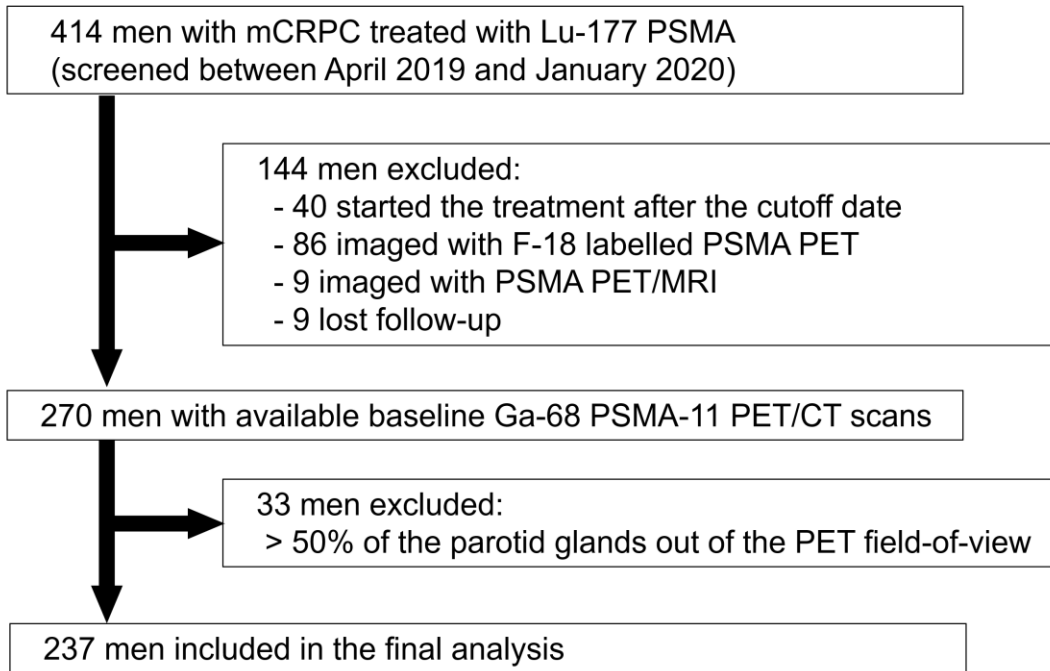 414 men with mCRPC treated with Lu-177 PSMA
(screened between April 2019 and January 2020)
144 men excluded:
- 40 started the treatment after the cutoff date
- 86 imaged with F-18 labelled PSMA PET
- 9 imaged with PSMA PET/MRI
- 9 lost follow-up
270 men with available baseline Ga-68 PSMA-11 PET/CT scans
33 men excluded:
> 50% of the parotid glands out of the PET field-of-view
237 men included in the final analysis